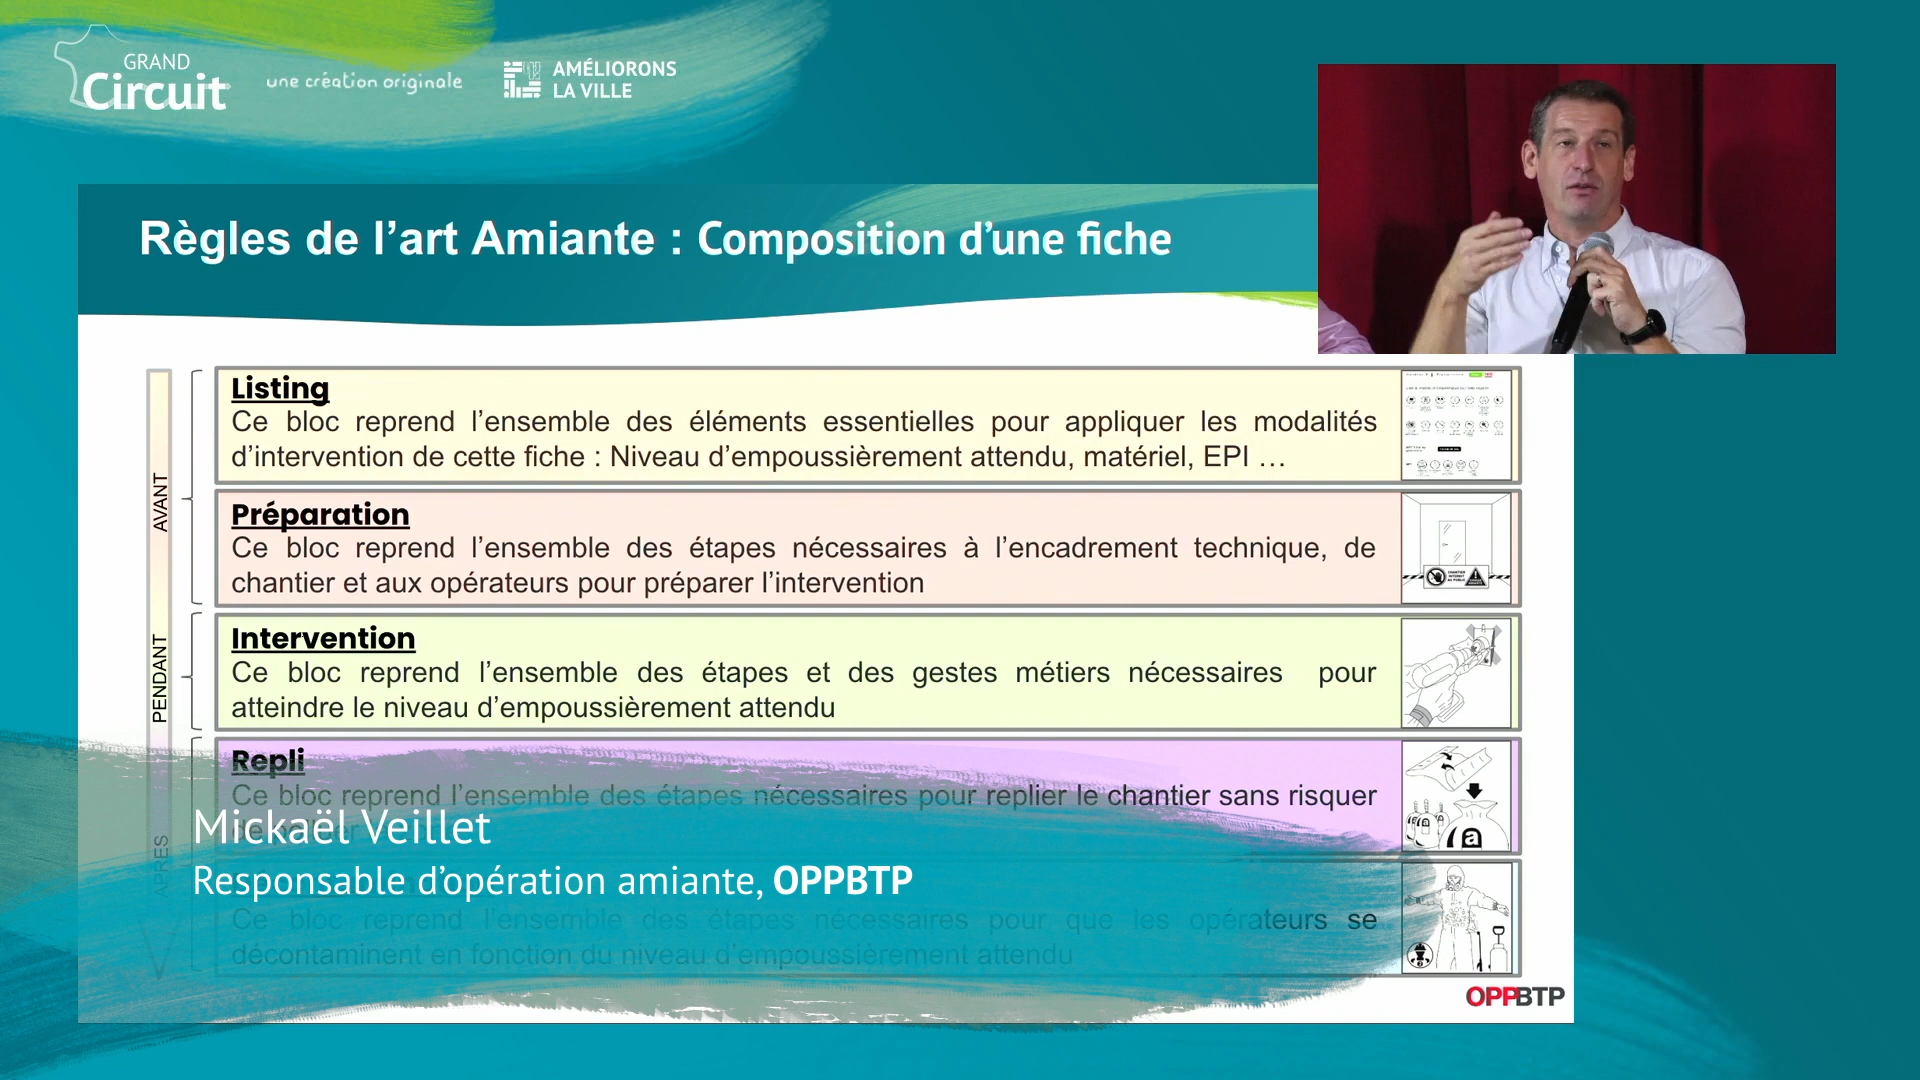 GRAND
Circuit
une création originale
AMÉLIORONS
LA VILLE
Règles de l’art Amiante : Composition d’une fiche
AVANT
Listing
Ce bloc reprend l’ensemble des éléments essentielles pour appliquer les modalités
d’intervention de cette fiche : Niveau d’empoussièrement attendu, matériel, EPI …
Préparation
Ce bloc reprend l’ensemble des étapes nécessaires à l’encadrement technique, de
chantier et aux opérateurs pour préparer l’intervention
PENDANT
Intervention
Ce bloc reprend l’ensemble des étapes et des gestes métiers nécessaires pour
atteindre le niveau d’empoussièrement attendu
APRES
Repli
Ce bloc reprend l’ensemble des étapes nécessaires pour replier le chantier sans risquer
a
Mickaël Veillet
Responsable d’opération amiante, OPPBTP
Ce bloc reprend l’ensemble des étapes nécessaires pour que les opérateurs se
décontaminent en fonction du niveau d’empoussièrement attendu
OPPBTP